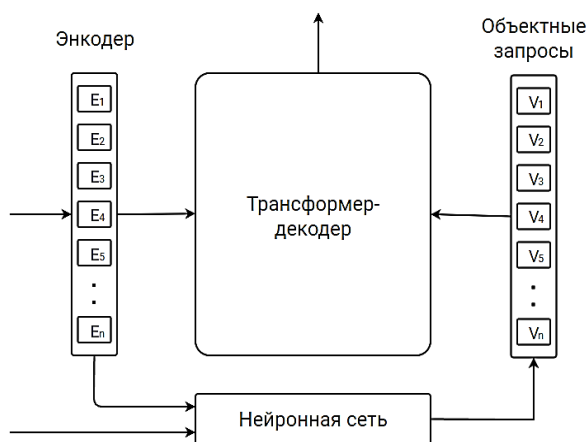 Энкодер
Объектные
запросы
E1
E2
E3
E4
E5
En
Трансформер-
декодер
V1
V2
V3
V4
V5
Vn
Нейронная сеть